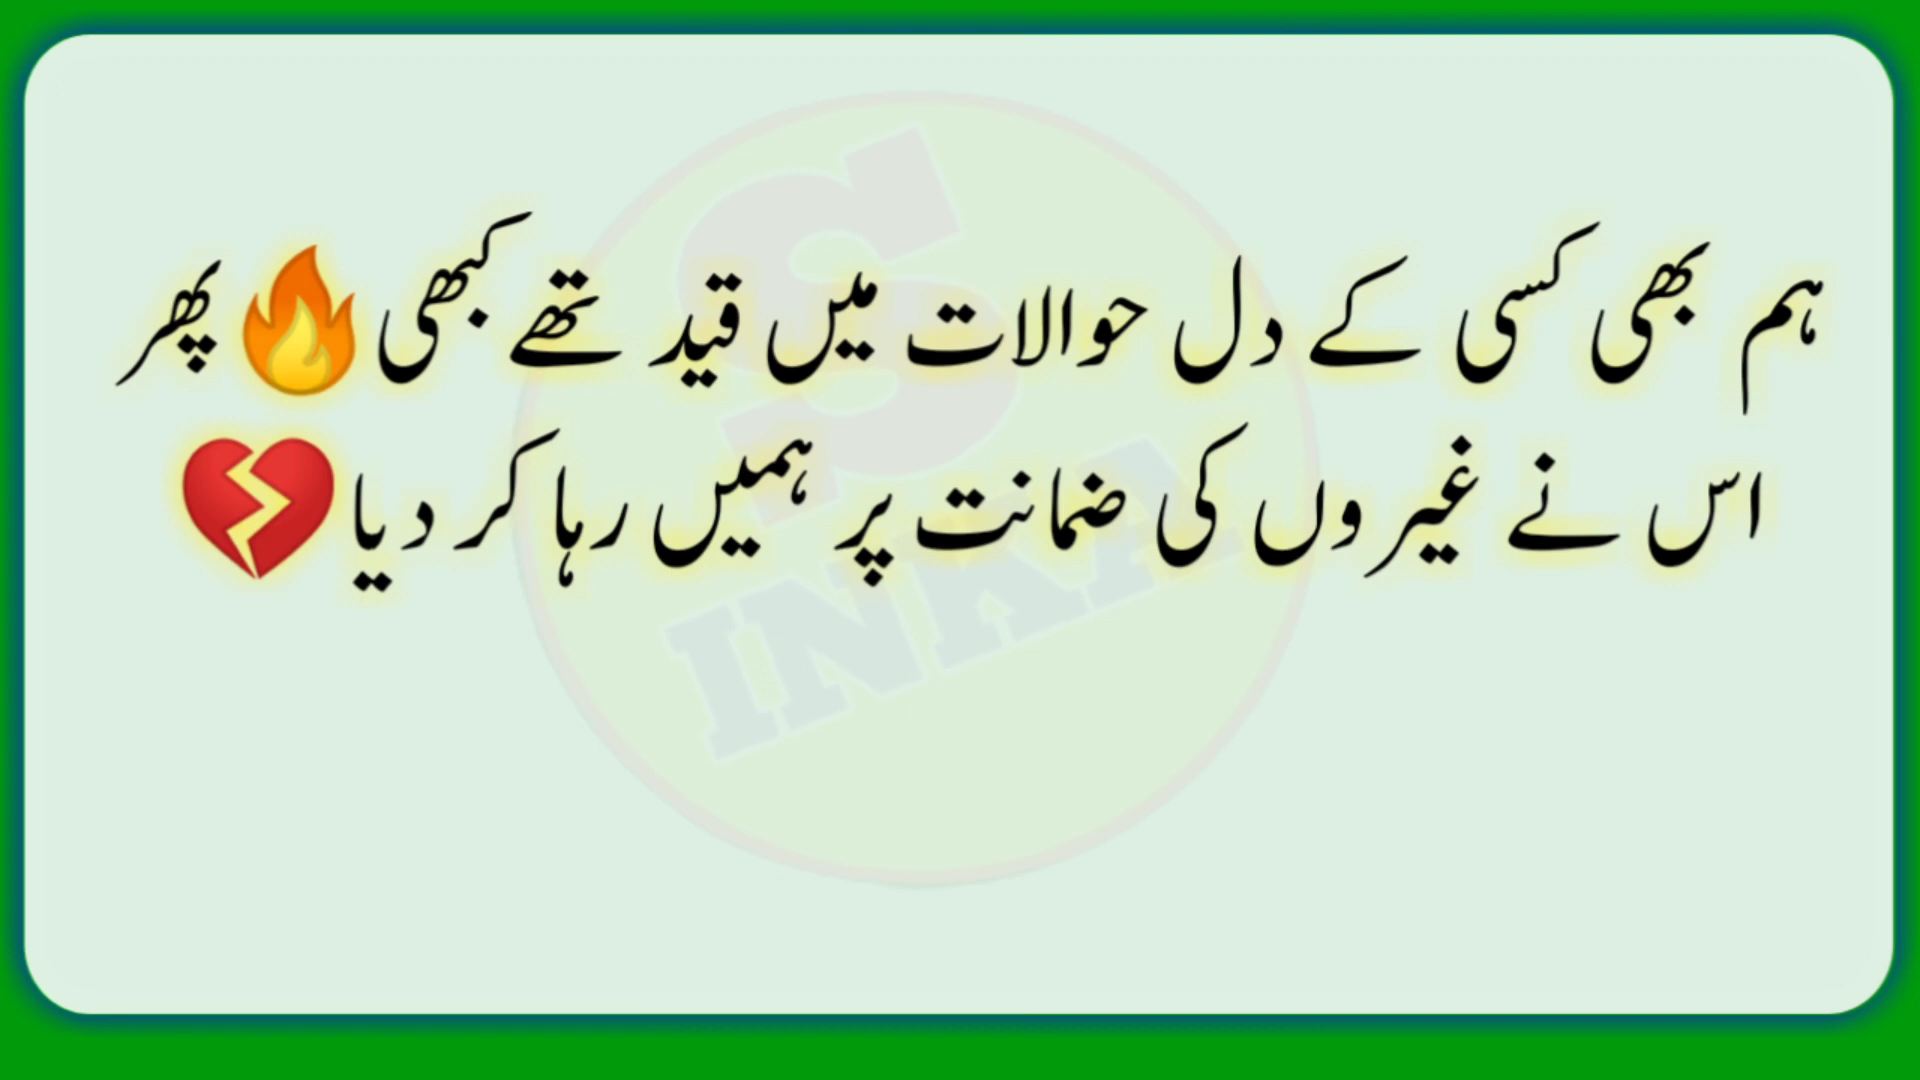 ہم بھی کسی کے دل حوالات میں قید تھے کبھی🔥پھر
اس نے غیروں کی ضمانت پر ہمیں رہا کر دیا💔
S
INKA